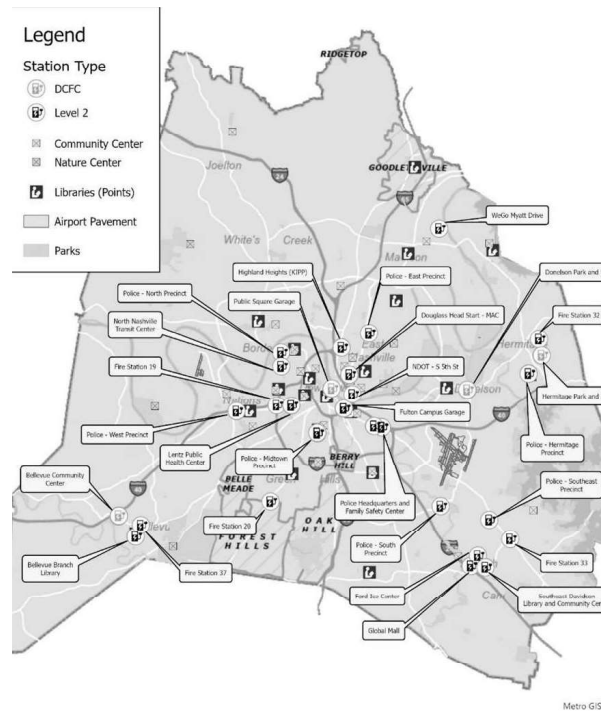 Legend
Station Type
DCFC
Level 2
Community Center
Nature Center
Libraries (Points)
Airport Pavement
Parks
RIDGETOP
Joelton
GOODLETTSVILLE
WeGo Myatt Drive
White's
Creek
Highland Heights (KIPP)
Police - East Precinct
Donelson Park and
Police - North Precinct
Public Square Garage
Douglass Head Start - MAC
Fire Station 32
North Nashville
Transit Center
East
Fire Station 19
NDOT - S 5th St
Hermitage Park and
Fulton Campus Garage
Police - West Precinct
Lentz Public
Health Center
Police - Midtown
Precinct
BERRY
HILL
Police - Hermitage
Precinct
Bellevue Community
Center
BELLE
MEADE
Police Headquarters and
Family Safety Center
Police - Southeast
Precinct
Fire Station 20
OAK
HILL
Police - South
Precinct
FOREST
HILLS
Bellevue Branch
Library
Fire Station 37
Fire Station 33
Ford Ice Center
Southeast Davidson
Library and Community Cen
Global Mall
Metro GIS